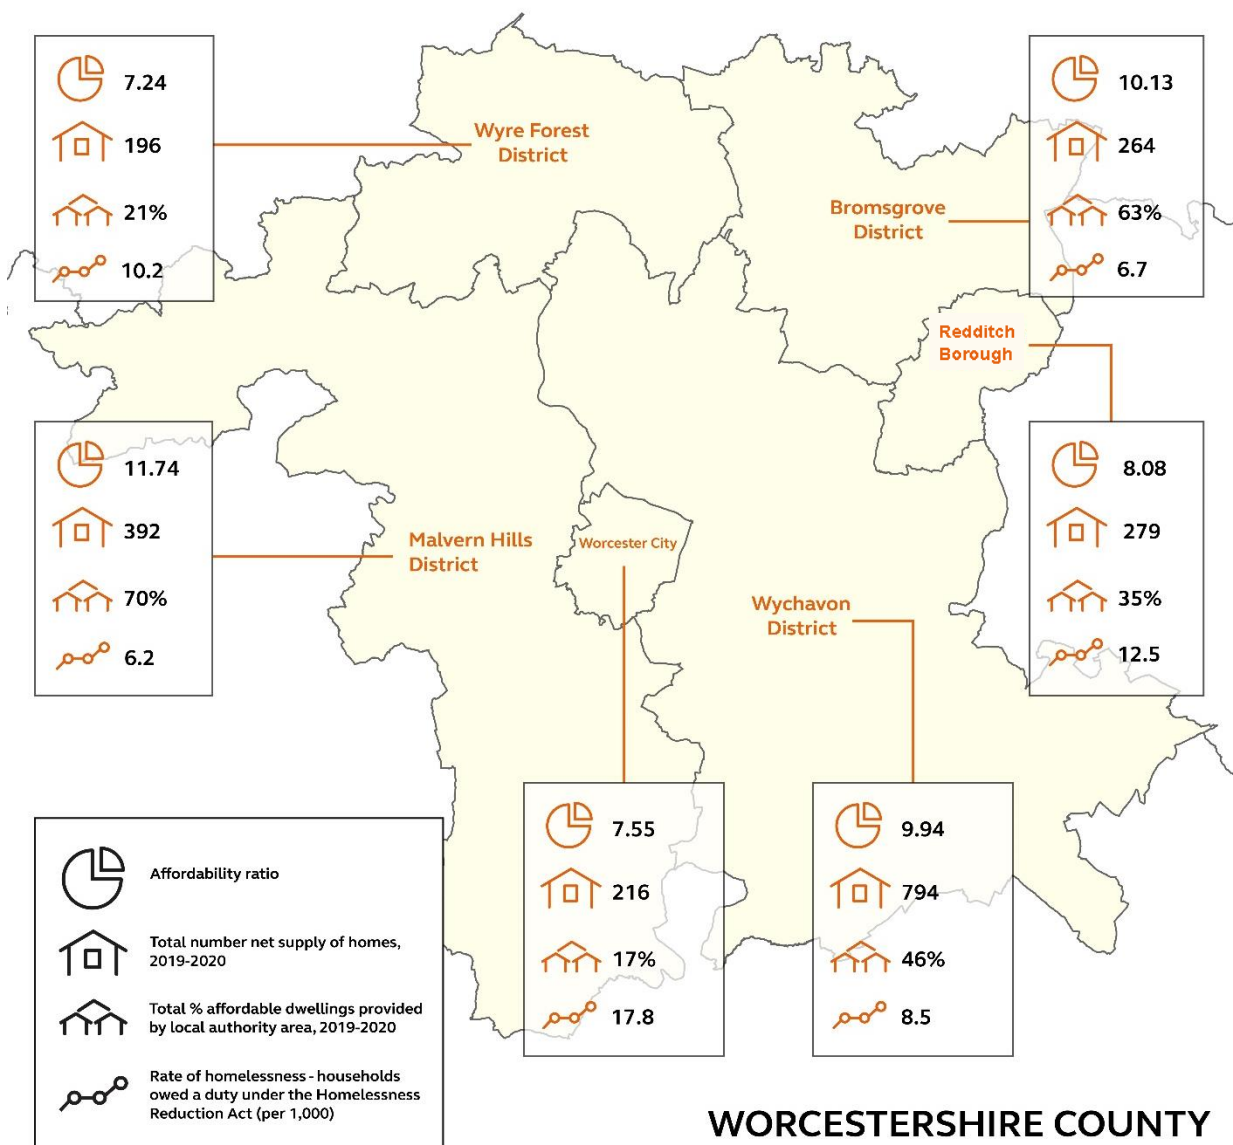 7.24
196
21%
10.2
Wyre Forest
District
10.13
264
63%
6.7
Bromsgrove
District
Redditch
Borough
8.08
279
35%
12.5
11.74
392
70%
6.2
Malvern Hills
District
Worcester City
Wychavon
District
7.55
216
17%
17.8
9.94
794
46%
8.5
Affordability ratio
Total number net supply of homes,
2019-2020
Total % affordable dwellings provided
by local authority area, 2019-2020
Rate of homelessness - households
owed a duty under the Homelessness
Reduction Act (per 1,000)
WORCESTERSHIRE COUNTY